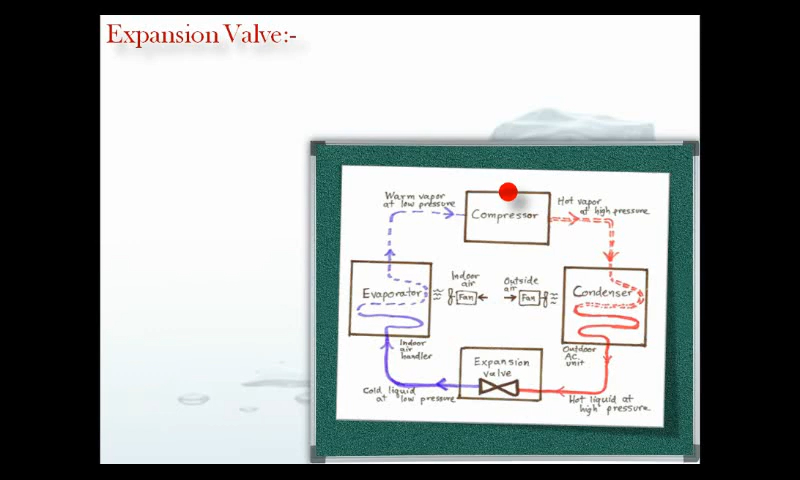 Expansion Valve:-
Warm vapor
at low pressure
Compressor
Hot vapor
at high pressure
Evaporator
Indoor
air
Fan
Outside
air
Fan
Condenser
Indoor
air
handler
Outdoor
A.C.
unit
Expansion
valve
Cold liquid
at low pressure
Hot liquid at
high pressure